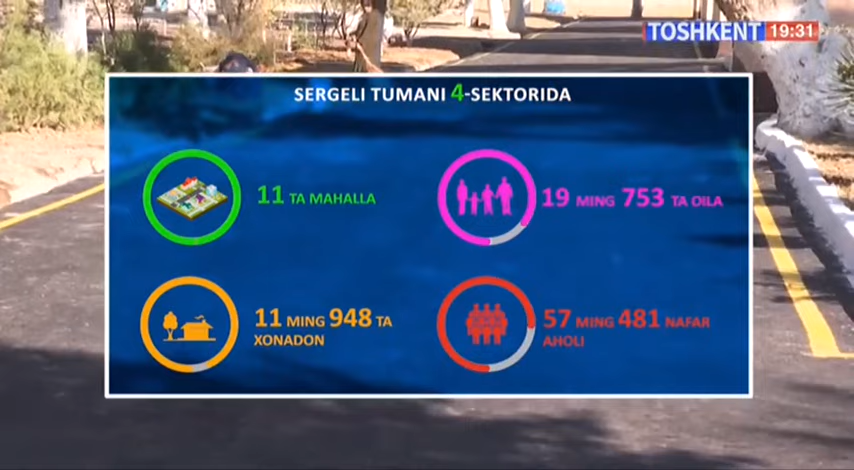 TOSHKENT 19:31
SERGELI TUMANI 4-SEKTORIDA
11 TA MAHALLA
19 MING 753 TA OILA
11 MING 948 TA
XONADON
57 MING 481 NAFAR
AHOLI